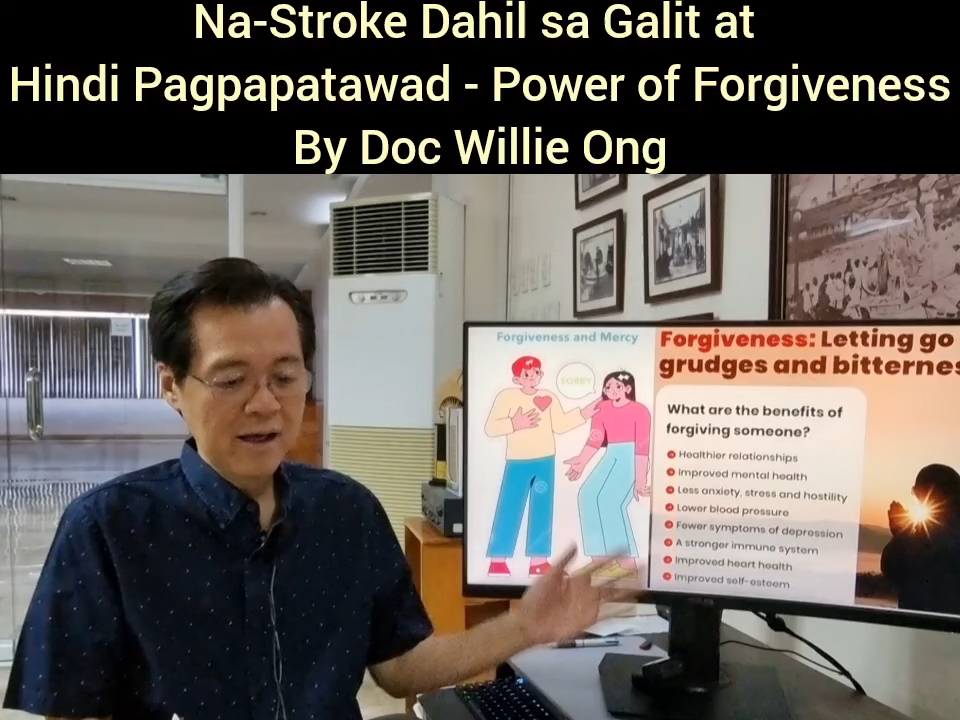 Na-Stroke Dahil sa Galit at
Hindi Pagpapatawad - Power of Forgiveness
By Doc Willie Ong
Forgiveness and Mercy
SORRY
Forgiveness: Letting go
grudges and bitternes
What are the benefits of
forgiving someone?
Healthier relationships
Improved mental health
Less anxiety, stress and hostility
Lower blood pressure
Fewer symptoms of depression
A stronger immune system
Improved heart health
Improved self-esteem